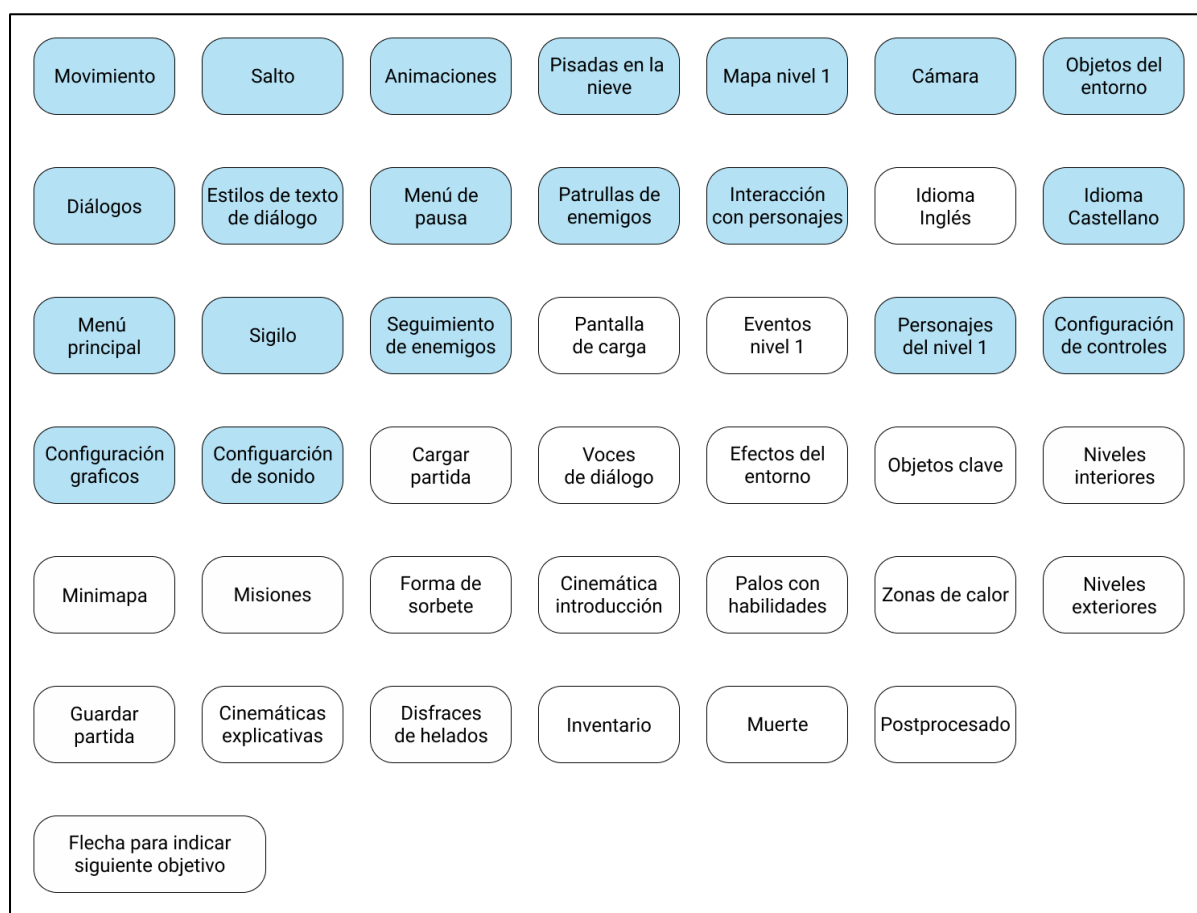 Movimiento
Salto
Animaciones
Pisadas en la
nieve
Mapa nivel 1
Cámara
Objetos del
entorno
Diálogos
Estilos de texto
de diálogo
Menú de
pausa
Patrullas de
enemigos
Interacción
con personajes
Idioma
Inglés
Idioma
Castellano
Menú
principal
Sigilo
Seguimiento
de enemigos
Pantalla
de carga
Eventos
nivel 1
Personajes
del nivel 1
Configuración
de controles
Configuración
graficos
Configuarción
de sonido
Cargar
partida
Voces
de diálogo
Efectos del
entorno
Objetos clave
Niveles
interiores
Minimapa
Misiones
Forma de
sorbete
Cinemática
introducción
Palos con
habilidades
Zonas de calor
Niveles
exteriores
Guardar
partida
Cinemáticas
explicativas
Disfraces
de helados
Inventario
Muerte
Postprocesado
Flecha para indicar
siguiente objetivo